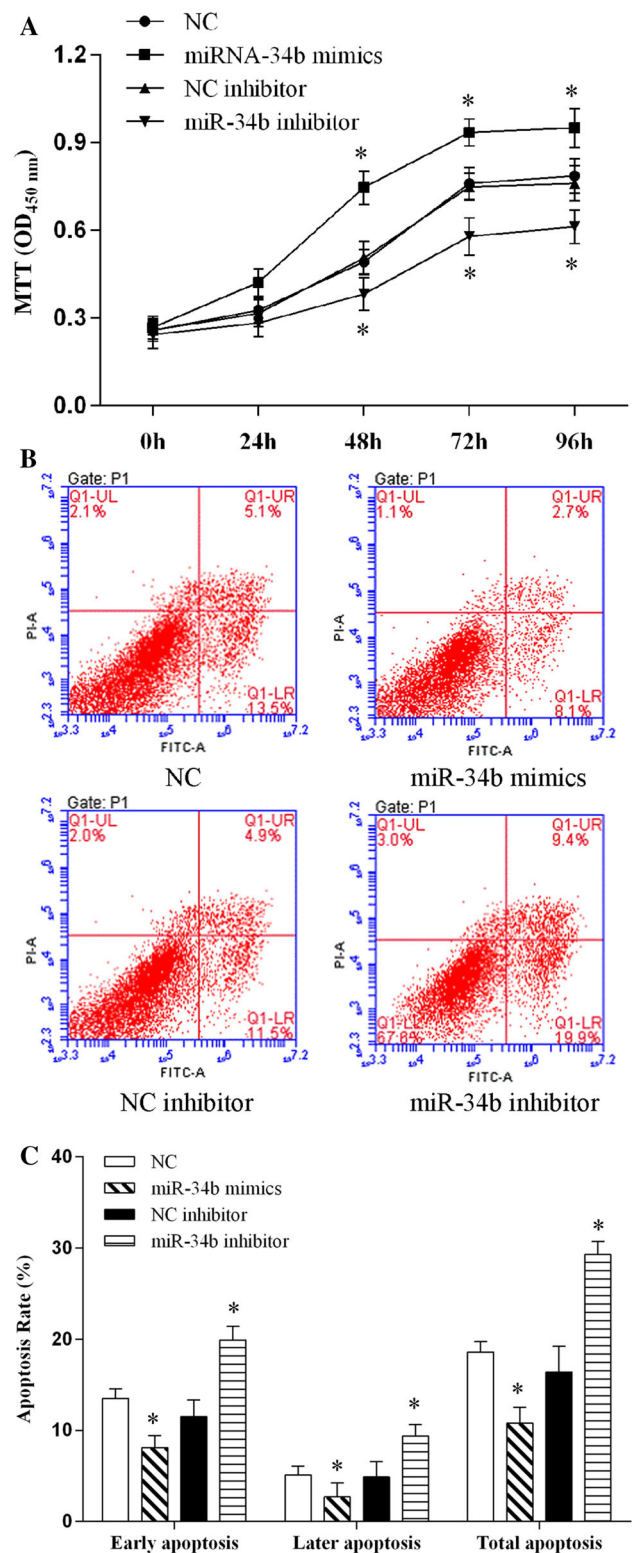 A
NC
miRNA-34b mimics
NC inhibitor
miR-34b inhibitor
MTT (OD450 nm)
1.2
0.9
0.6
0.3
0.0
* * *
* * *
0h 24h 48h 72h 96h
B
Gate: P1
Q1-UL Q1-UR
2.1% 5.1%
Q1-LR
13.5%
PI-A
FITC-A
NC
Gate: P1
Q1-UL Q1-UR
1.1% 2.7%
Q1-LR
8.1%
PI-A
FITC-A
miR-34b mimics
Gate: P1
Q1-UL Q1-UR
2.0% 4.9%
Q1-LR
11.5%
PI-A
FITC-A
NC inhibitor
Gate: P1
Q1-UL Q1-UR
3.0% 9.4%
Q1-LL Q1-LR
67.6% 19.9%
PI-A
FITC-A
miR-34b inhibitor
C
NC
miR-34b mimics
NC inhibitor
miR-34b inhibitor
Apoptosis Rate (%)
40
30
20
10
0
* * * * * *
Early apoptosis Later apoptosis Total apoptosis